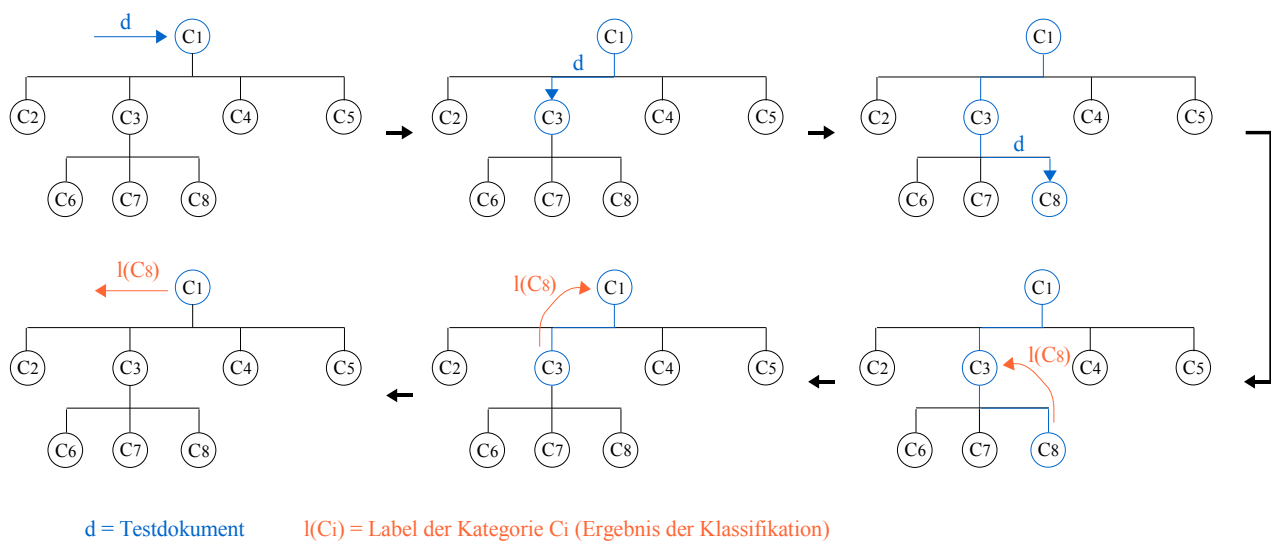 d
C1
C2 C3 C4 C5
C6 C7 C8
d
C1
C2 C3 C4 C5
C6 C7 C8
C1
C2 C3 C4 C5
d
C6 C7 C8
l(C8)
C1
C2 C3 C4 C5
C6 C7 C8
l(C8)
C1
C2 C3 C4 C5
C6 C7 C8
C1
l(C8)
C2 C3 C4 C5
C6 C7 C8
d = Testdokument l(Ci) = Label der Kategorie Ci (Ergebnis der Klassifikation)